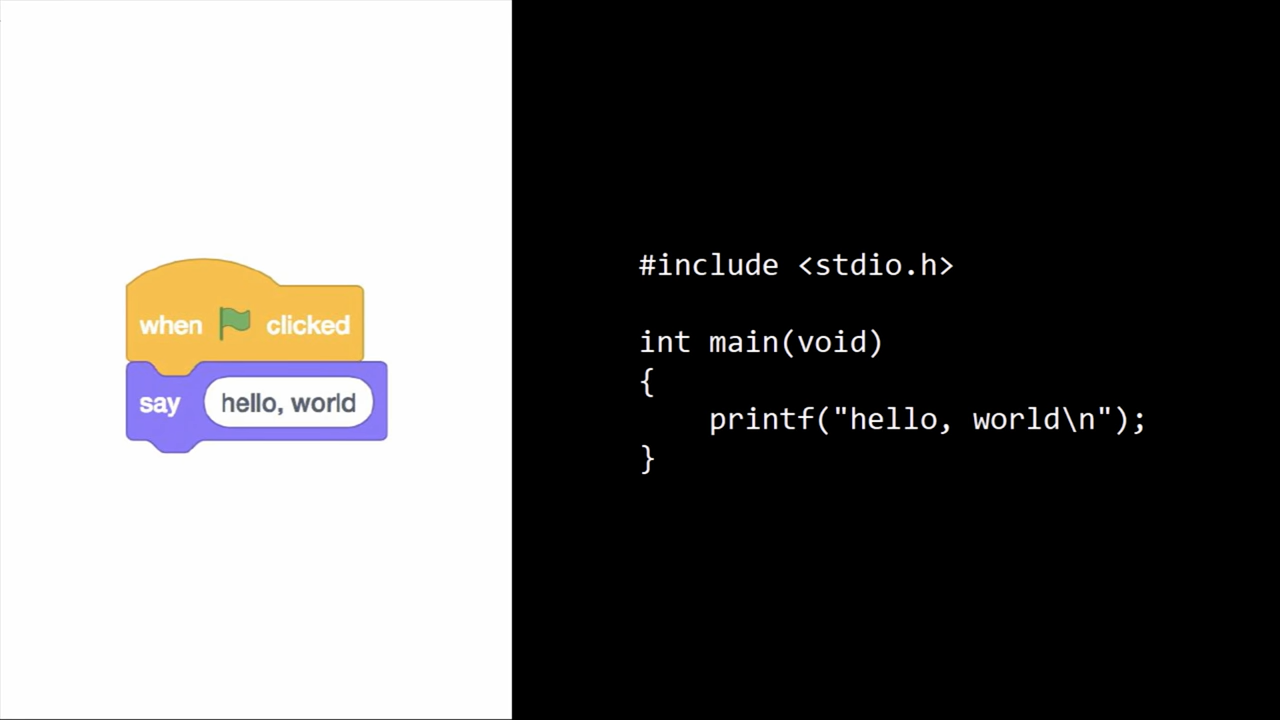 when clicked
say hello, world
#include <stdio.h>
int main(void)
{
    printf("hello, world\n");
}